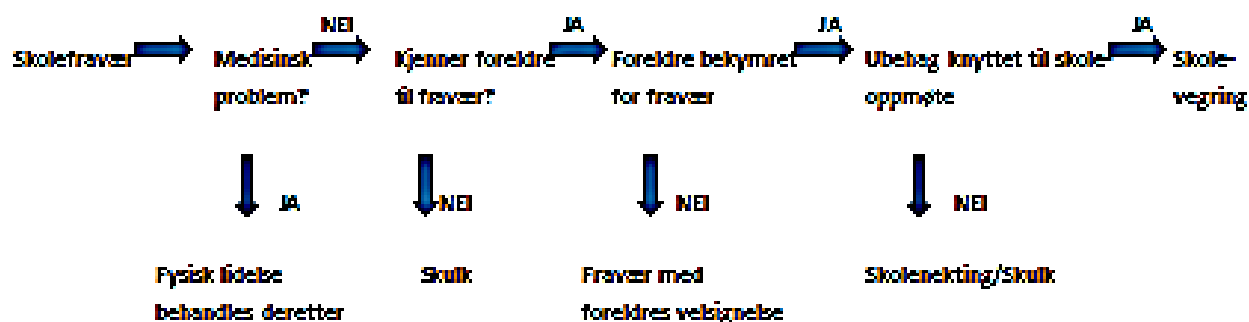 NEI JA JA JA
Skolefravær Medisinsk Kjenner foreldre Foreldre bekymret Ubehag knyttet til skole- Skole-
problem? til fravær? for fravær oppmøte vegring
JA NEI NEI NEI
Fysisk lidelse Skulk Fravær med Skolenekting/Skulk
behandles deretter foreldres velsignelse